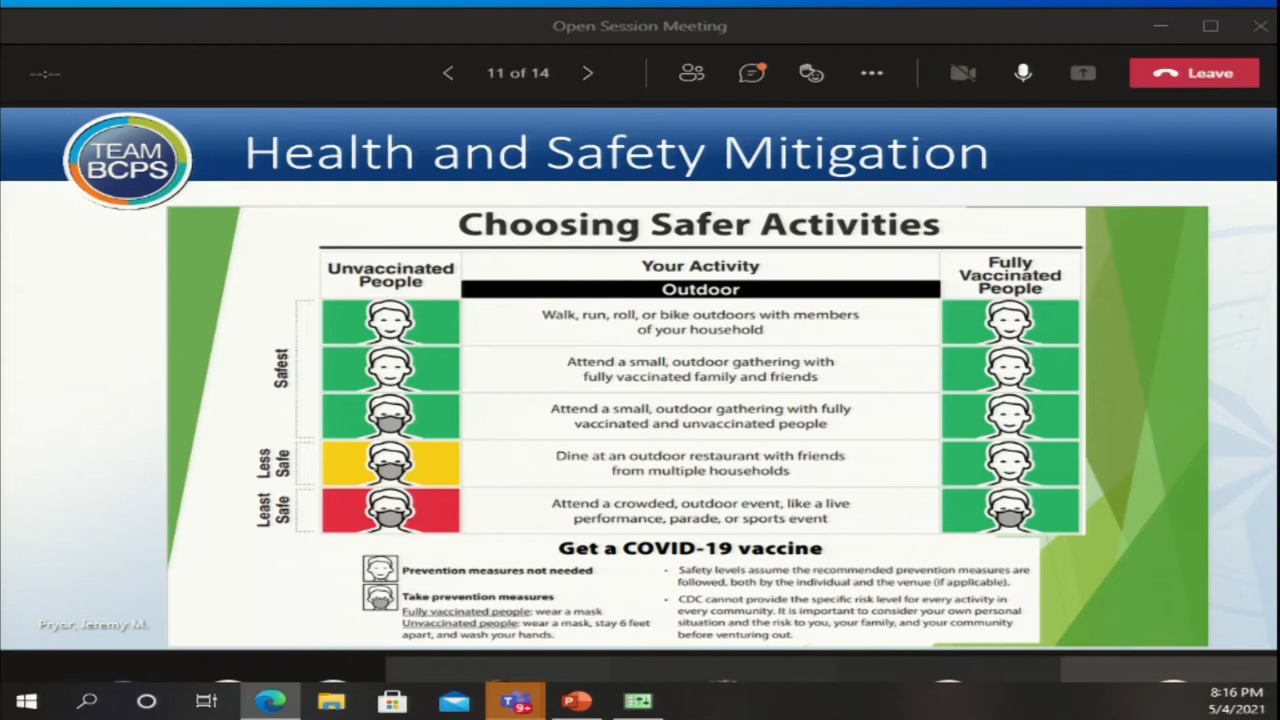 Open Session Meeting
--:--
11 of 14
Leave
TEAM
BCPS
Health and Safety Mitigation
Choosing Safer Activities
Unvaccinated
People
Your Activity
Fully
Vaccinated
People
Outdoor
Safest
Walk, run, roll, or bike outdoors with members
of your household
Attend a small, outdoor gathering with
fully vaccinated family and friends
Attend a small, outdoor gathering with fully
vaccinated and unvaccinated people
Less
Safe
Dine at an outdoor restaurant with friends
from multiple households
Least
Safe
Attend a crowded, outdoor event, like a live
performance, parade, or sports event
Get a COVID-19 vaccine
Prevention measures not needed
Take prevention measures
Fully vaccinated people: wear a mask
Unvaccinated people: wear a mask, stay 6 feet
apart, and wash your hands.
• Safety levels assume the recommended prevention measures are
followed, both by the individual and the venue (if applicable).
• CDC cannot provide the specific risk level for every activity in
every community. It is important to consider your own personal
situation and the risk to you, your family, and your community
before venturing out.
Pryor, Jeremy M.
9+
8:16 PM
5/4/2021